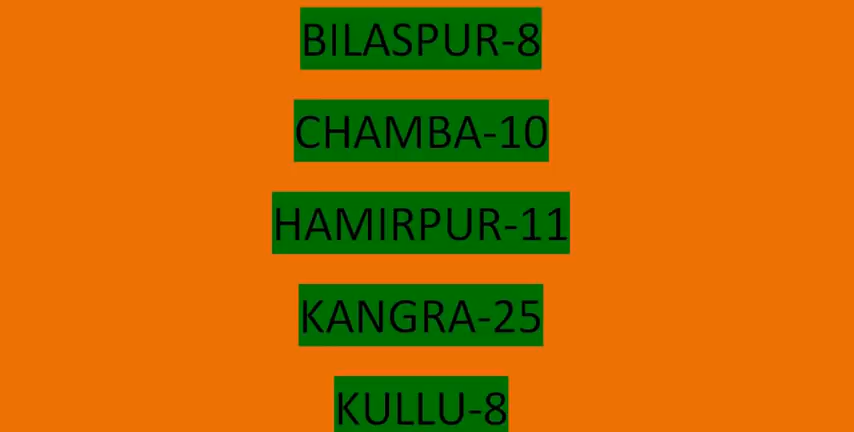 BILASPUR-8
CHAMBA-10
HAMIRPUR-11
KANGRA-25
KULLU-8